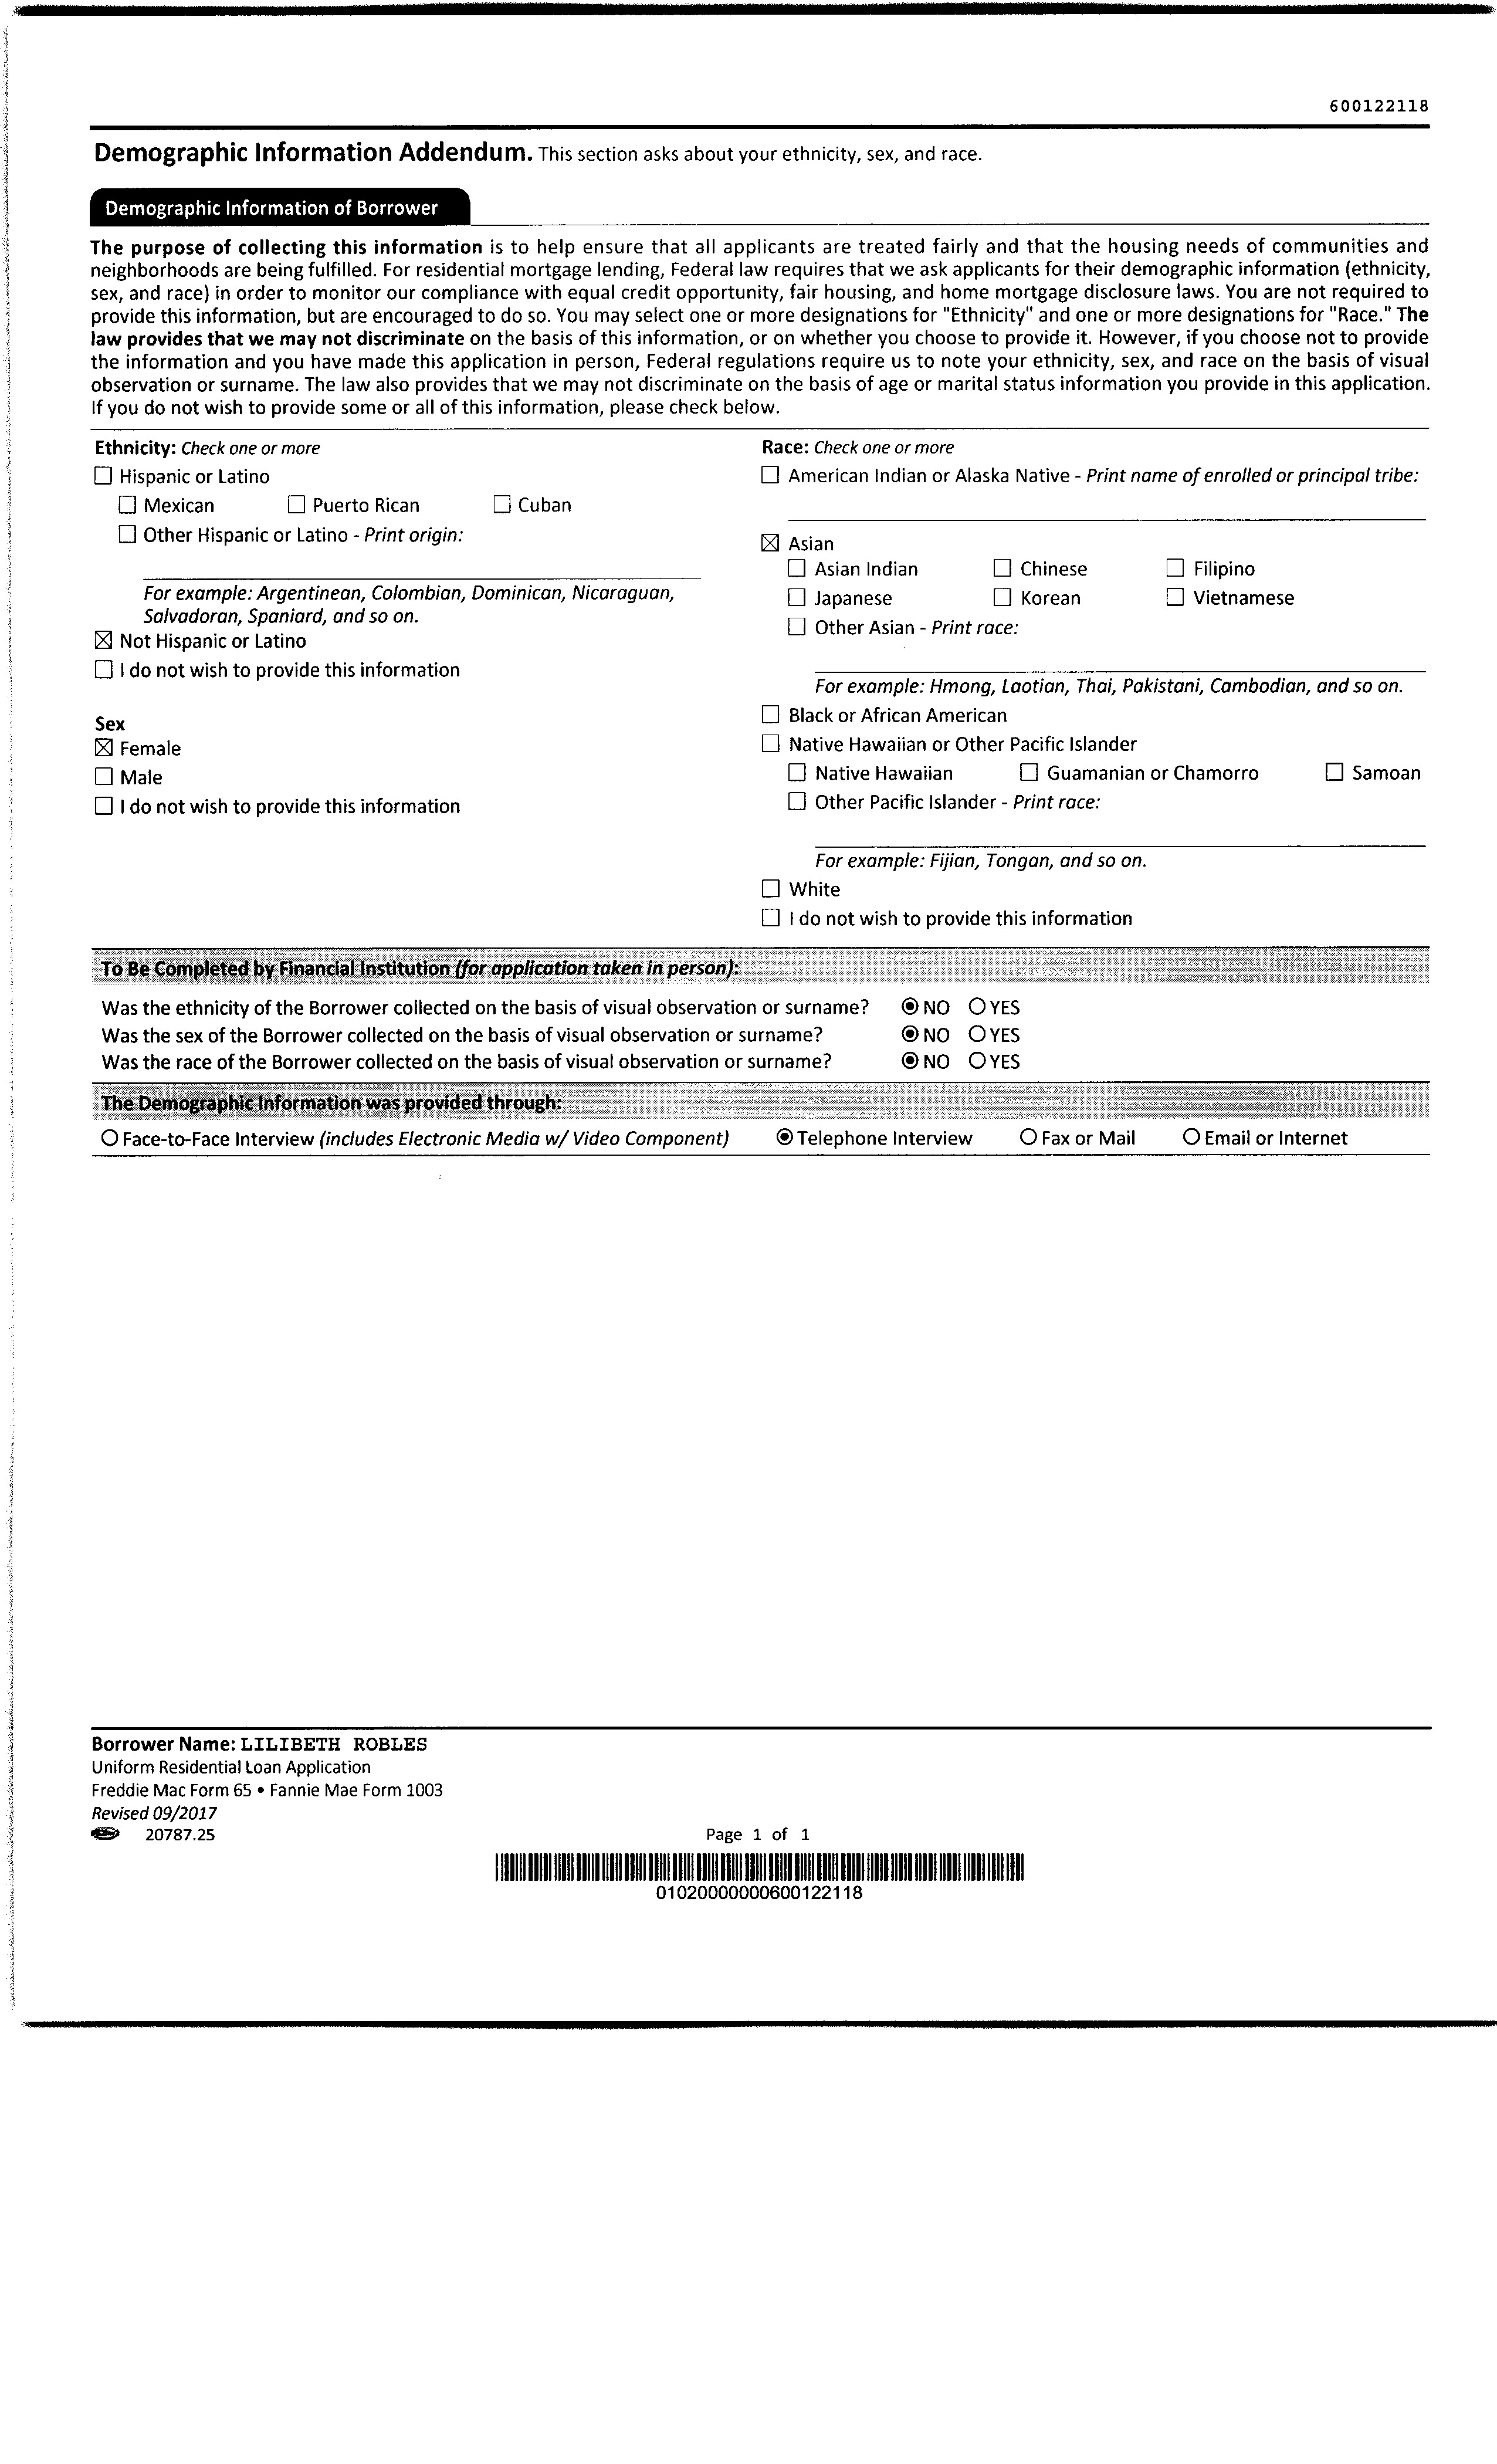 600122118
Demographic Information Addendum. This section asks about your ethnicity, sex, and race.
Demographic Information of Borrower
The purpose of collecting this information is to help ensure that all applicants are treated fairly and that the housing needs of communities and
neighborhoods are being fulfilled. For residential mortgage lending, Federal law requires that we ask applicants for their demographic information (ethnicity,
sex, and race) in order to monitor our compliance with equal credit opportunity, fair housing, and home mortgage disclosure laws. You are not required to
provide this information, but are encouraged to do so. You may select one or more designations for "Ethnicity" and one or more designations for "Race." The
law provides that we may not discriminate on the basis of this information, or on whether you choose to provide it. However, if you choose not to provide
the information and you have made this application in person, Federal regulations require us to note your ethnicity, sex, and race on the basis of visual
observation or surname. The law also provides that we may not discriminate on the basis of age or marital status information you provide in this application.
If you do not wish to provide some or all of this information, please check below.
Ethnicity: Check one or more
☐ Hispanic or Latino
☐ Mexican ☐ Puerto Rican ☐ Cuban
☐ Other Hispanic or Latino - Print origin:
For example: Argentinean, Colombian, Dominican, Nicaraguan,
Salvadoran, Spaniard, and so on.
☒ Not Hispanic or Latino
☐ I do not wish to provide this information
Sex
☒ Female
☐ Male
☐ I do not wish to provide this information
Race: Check one or more
☐ American Indian or Alaska Native - Print name of enrolled or principal tribe:
☒ Asian
☐ Asian Indian ☐ Chinese ☐ Filipino
☐ Japanese ☐ Korean ☐ Vietnamese
☐ Other Asian - Print race:
For example: Hmong, Laotian, Thai, Pakistani, Cambodian, and so on.
☐ Black or African American
☐ Native Hawaiian or Other Pacific Islander
☐ Native Hawaiian ☐ Guamanian or Chamorro ☐ Samoan
☐ Other Pacific Islander - Print race:
For example: Fijian, Tongan, and so on.
☐ White
☐ I do not wish to provide this information
To Be Completed by Financial Institution (for application taken in person):
Was the ethnicity of the Borrower collected on the basis of visual observation or surname? ◉ NO ○ YES
Was the sex of the Borrower collected on the basis of visual observation or surname? ◉ NO ○ YES
Was the race of the Borrower collected on the basis of visual observation or surname? ◉ NO ○ YES
The Demographic Information was provided through:
○ Face-to-Face Interview (includes Electronic Media w/ Video Component) ◉ Telephone Interview ○ Fax or Mail ○ Email or Internet
Borrower Name: LILIBETH ROBLES
Uniform Residential Loan Application
Freddie Mac Form 65 • Fannie Mae Form 1003
Revised 09/2017
20787.25 Page 1 of 1
01020000000600122118